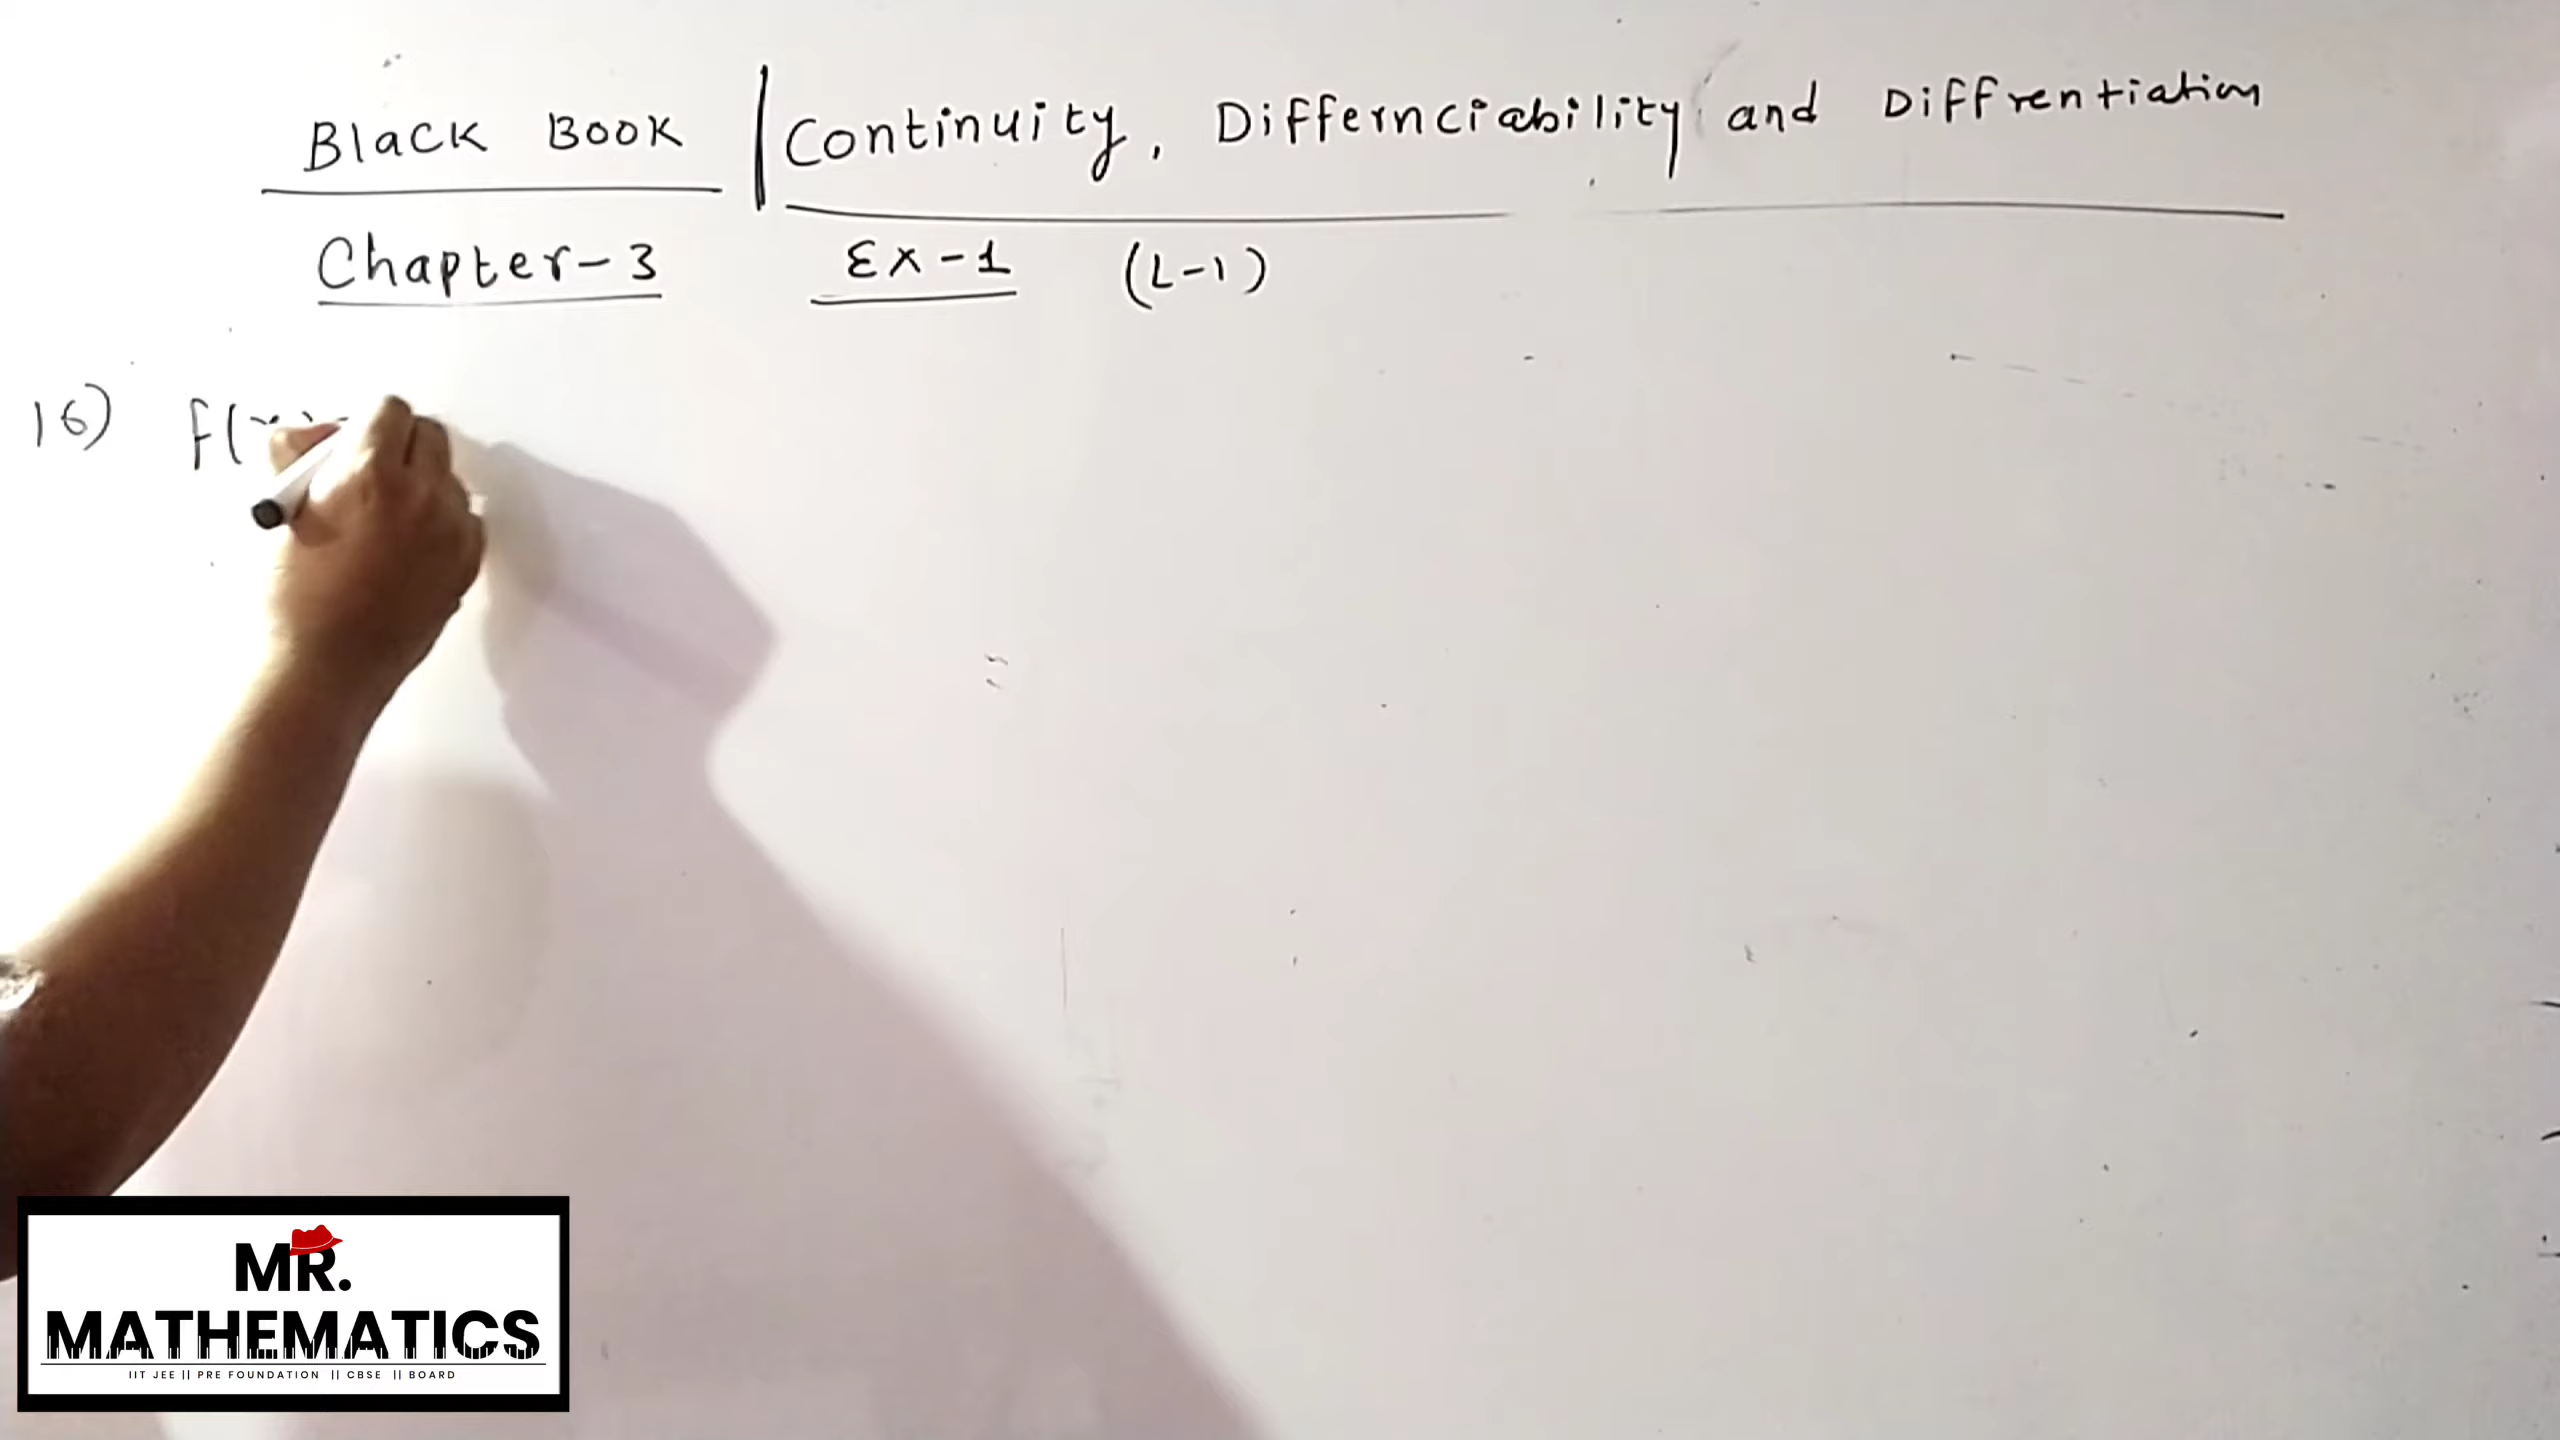 Black Book | Continuity, Differnciability and Diffrentiation
Chapter-3 Ex-1 (L-1)
16) f(x)
MR.
MATHEMATICS
IIT JEE || PRE FOUNDATION || CBSE || BOARD